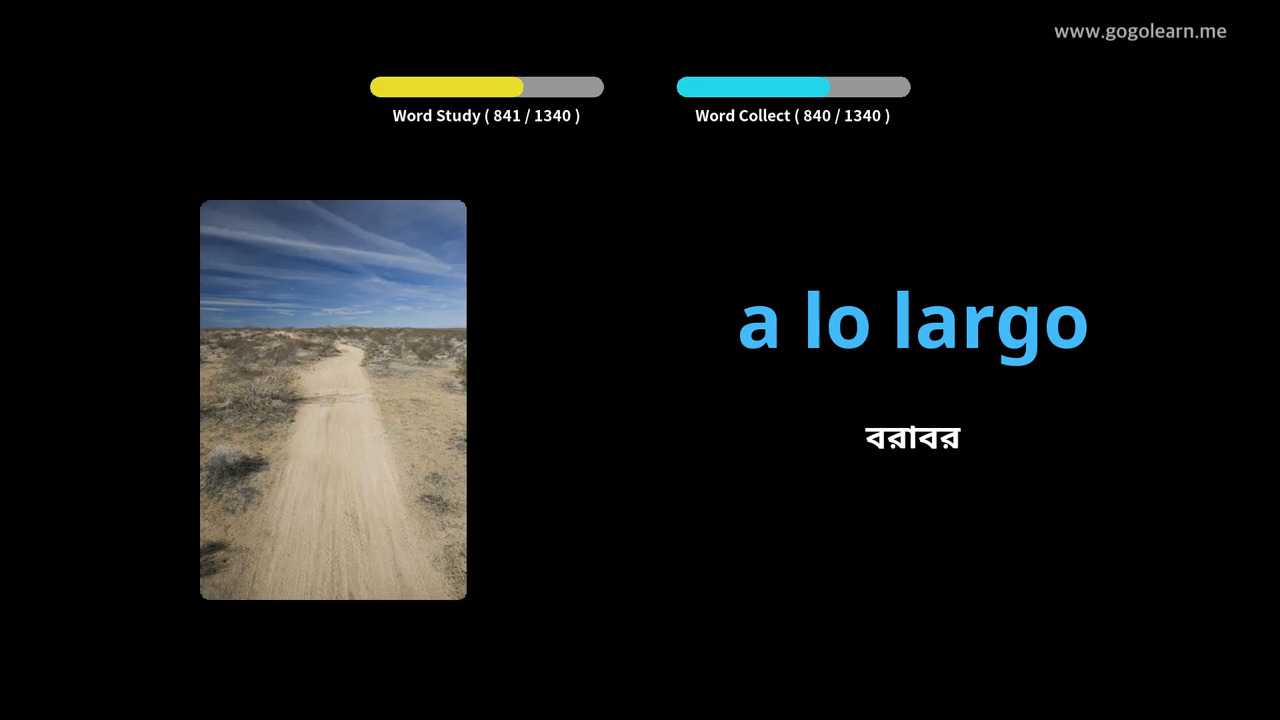 www.gogolearn.me
Word Study ( 841 / 1340 )
Word Collect ( 840 / 1340 )
a lo largo
বরাবর